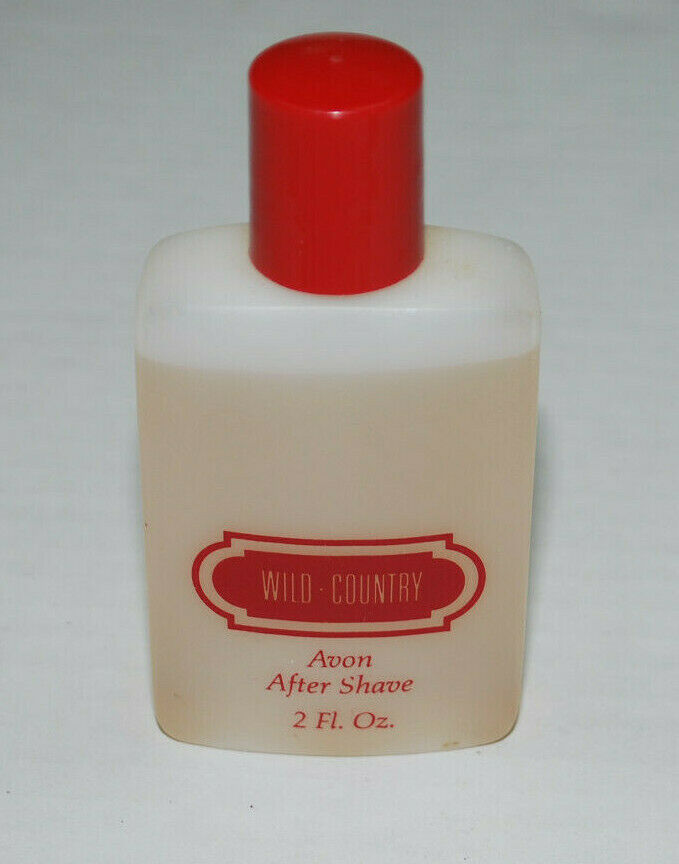 WILD · COUNTRY
Avon
After Shave
2 Fl. Oz.